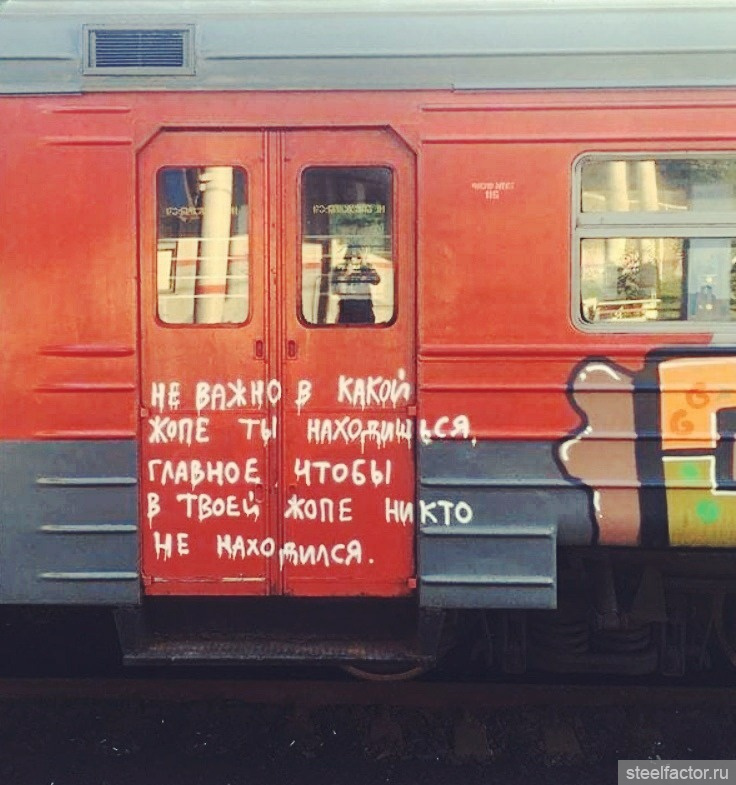 НЕ ВАЖНО В КАКОЙ
ЖОПЕ ТЫ НАХОДИШЬСЯ,
ГЛАВНОЕ, ЧТОБЫ
В ТВОЕЙ ЖОПЕ НИКТО
НЕ НАХОДИЛСЯ.
steelfactor.ru